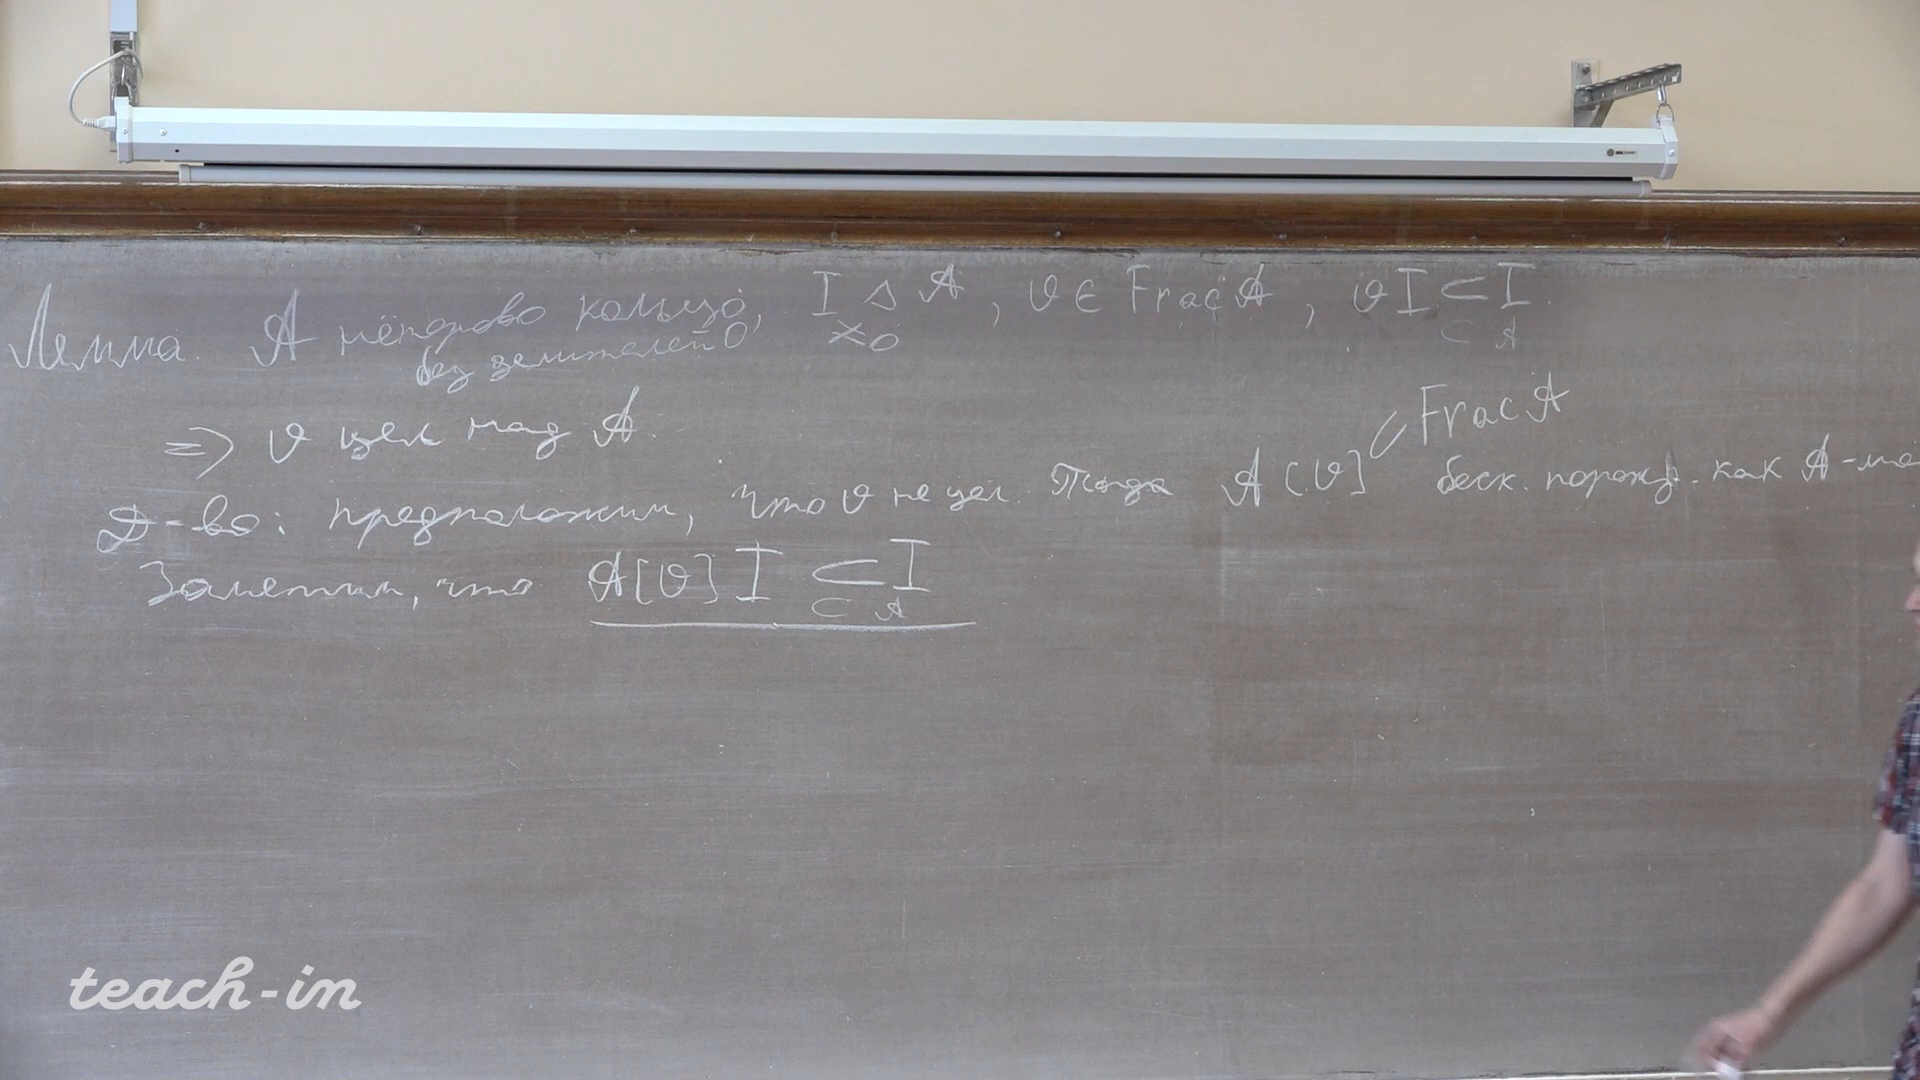 Лемма. A нётерово кольцо, I ◁ A, v ∈ Frac A, vI ⊂ I.
без делителей 0 ≠0 ⊂ A
⇒ v цел над A.
⊂ Frac A
Д-во: предположим, что v не цел. Тогда A[v] беск. порожд. как A-мо
Заметим, что A[v] I ⊂ I
⊂ A
teach-in